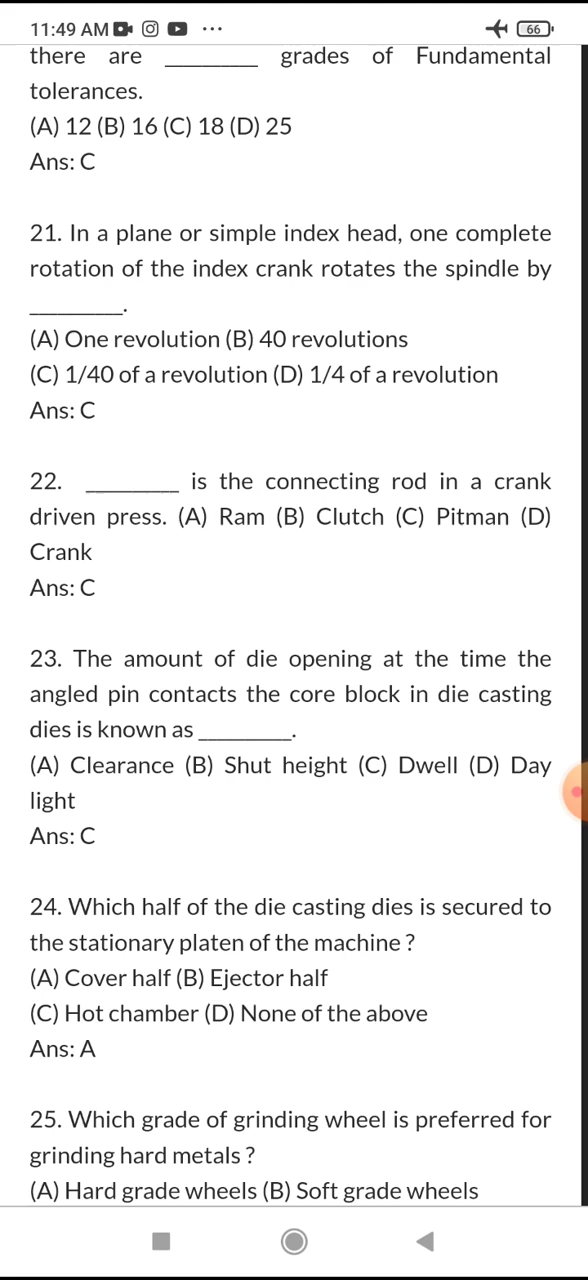 11:49 AM ...
66
there are _________ grades of Fundamental
tolerances.
(A) 12 (B) 16 (C) 18 (D) 25
Ans: C
21. In a plane or simple index head, one complete
rotation of the index crank rotates the spindle by
_________.
(A) One revolution (B) 40 revolutions
(C) 1/40 of a revolution (D) 1/4 of a revolution
Ans: C
22. _________ is the connecting rod in a crank
driven press. (A) Ram (B) Clutch (C) Pitman (D)
Crank
Ans: C
23. The amount of die opening at the time the
angled pin contacts the core block in die casting
dies is known as _________.
(A) Clearance (B) Shut height (C) Dwell (D) Day
light
Ans: C
24. Which half of the die casting dies is secured to
the stationary platen of the machine ?
(A) Cover half (B) Ejector half
(C) Hot chamber (D) None of the above
Ans: A
25. Which grade of grinding wheel is preferred for
grinding hard metals ?
(A) Hard grade wheels (B) Soft grade wheels